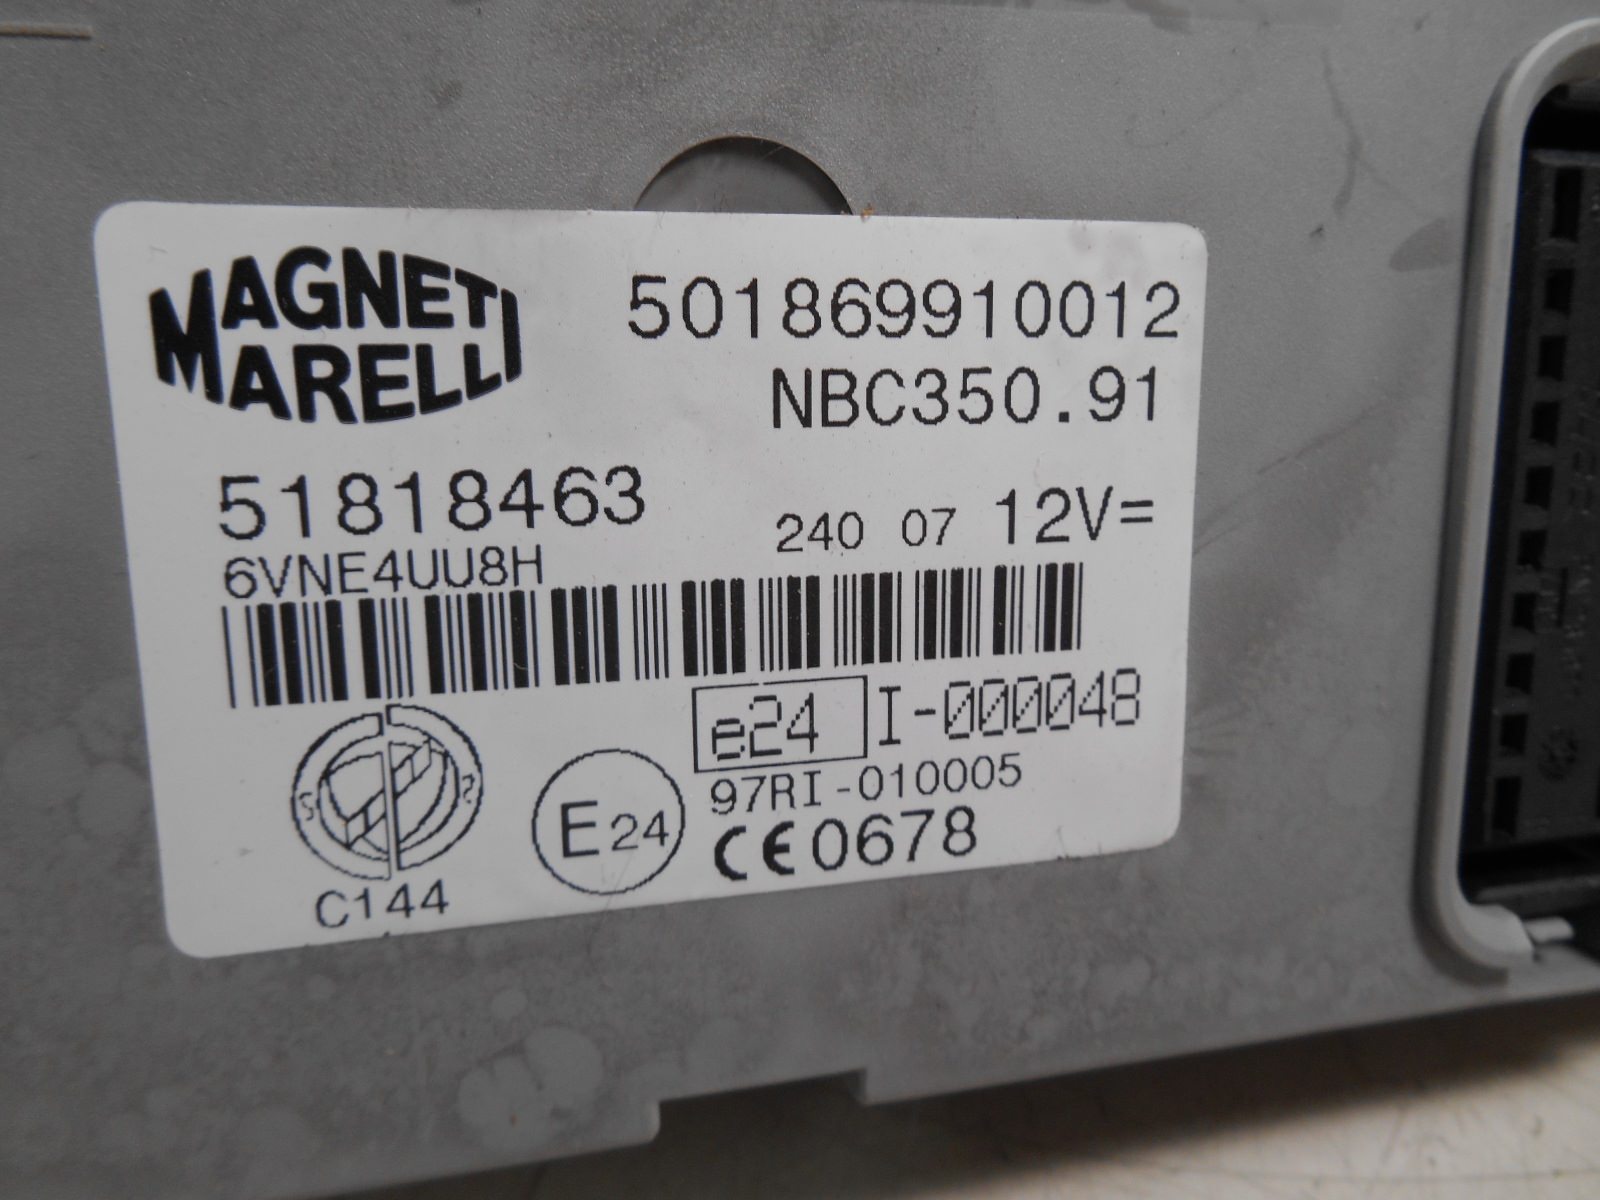 MAGNETI
MARELLI
501869910012
NBC350.91
51818463
240 07 12V=
6VNE4UU8H
e24 I-000048
97RI-010005
E24
CE0678
C144